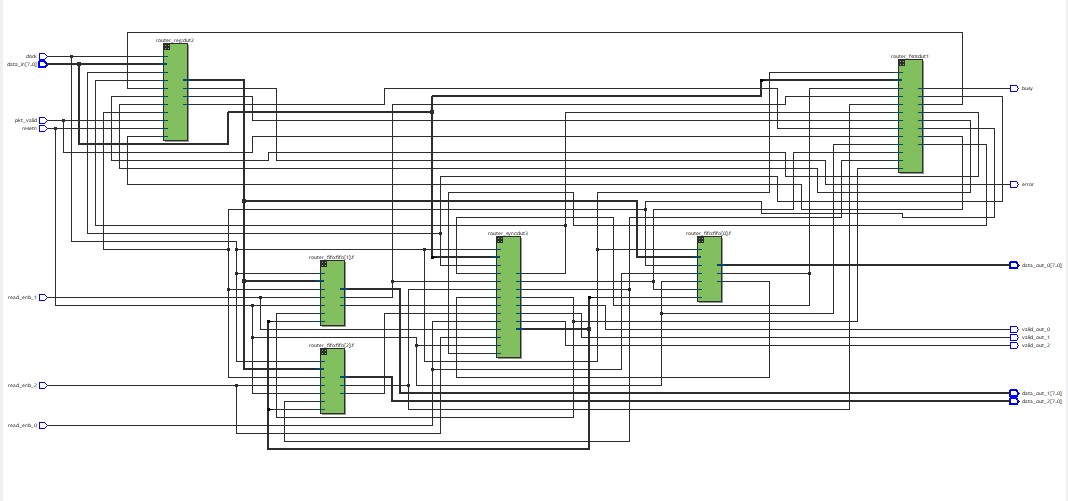 router_reg:dut2
router_fsm:dut1
clock
data_in[7:0]
busy
pkt_valid
resetn
error
router_sync:dut3
router_fifo:fifo[0].f
router_fifo:fifo[1].f
data_out_0[7:0]
read_enb_1
valid_out_0
valid_out_1
router_fifo:fifo[2].f
valid_out_2
read_enb_2
data_out_1[7:0]
data_out_2[7:0]
read_enb_0